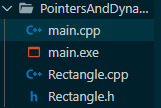 PointersAndDyna...
main.cpp
main.exe
Rectangle.cpp
h Rectangle.h